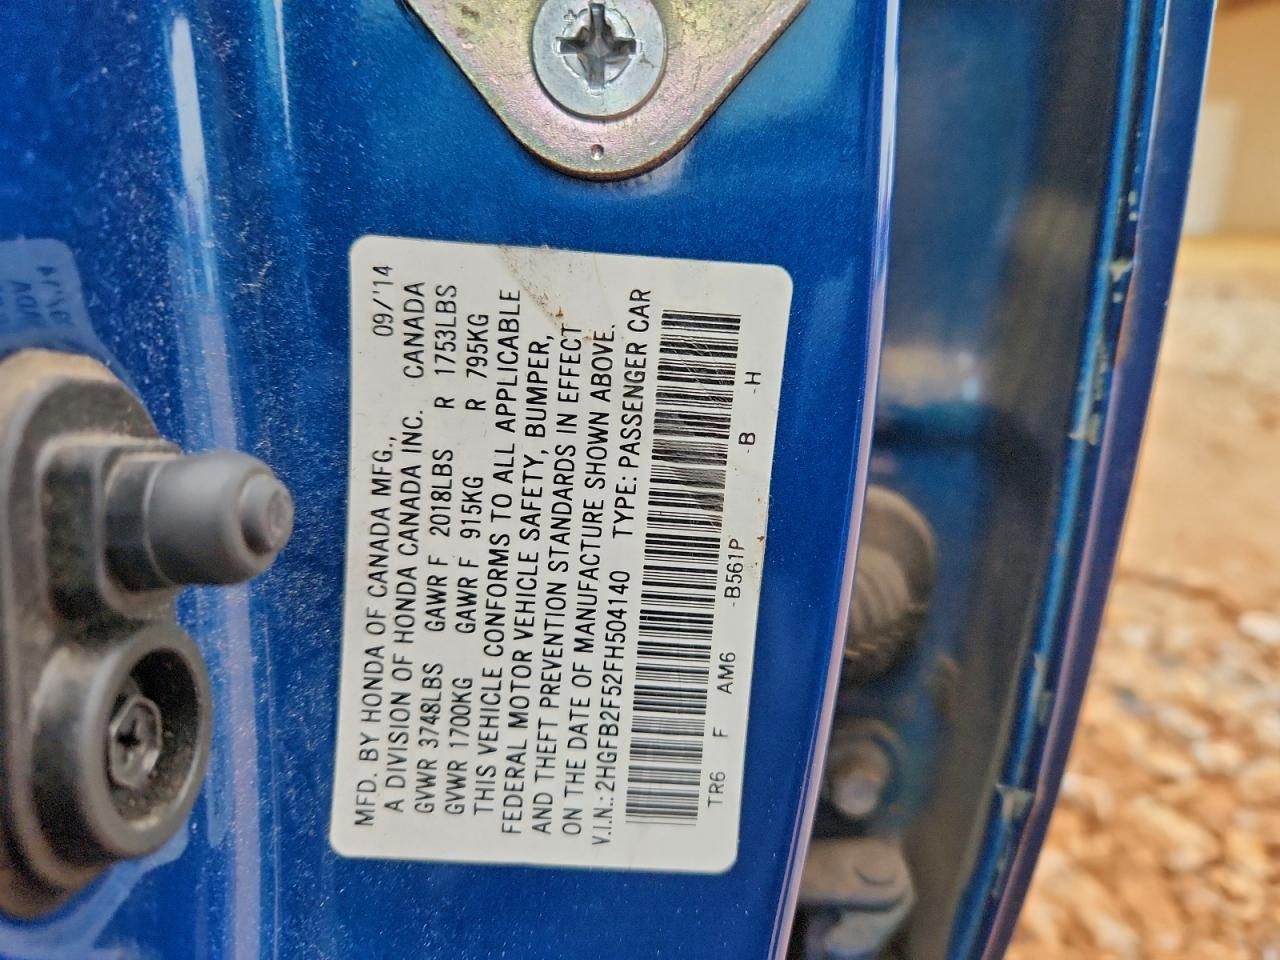 MFD. BY HONDA OF CANADA MFG., 09/'14
A DIVISION OF HONDA CANADA INC. CANADA
GVWR 3748LBS GAWR F 2018LBS R 1753LBS
GVWR 1700KG GAWR F 915KG R 795KG
THIS VEHICLE CONFORMS TO ALL APPLICABLE
FEDERAL MOTOR VEHICLE SAFETY, BUMPER,
AND THEFT PREVENTION STANDARDS IN EFFECT
ON THE DATE OF MANUFACTURE SHOWN ABOVE.
V.I.N.: 2HGFB2F52FH504140 TYPE: PASSENGER CAR
TR6 F AM6 -B561P -B -H